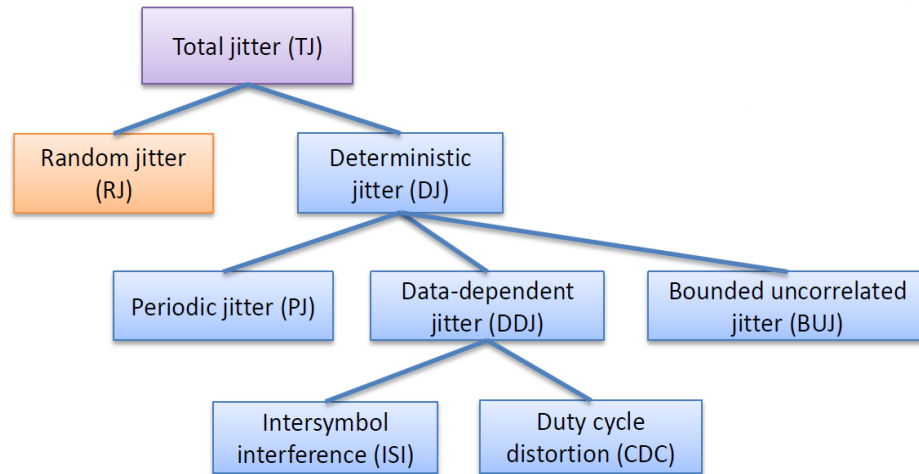 Total jitter (TJ)
Random jitter
(RJ)
Deterministic
jitter (DJ)
Periodic jitter (PJ)
Data-dependent
jitter (DDJ)
Bounded uncorrelated
jitter (BUJ)
Intersymbol
interference (ISI)
Duty cycle
distortion (CDC)